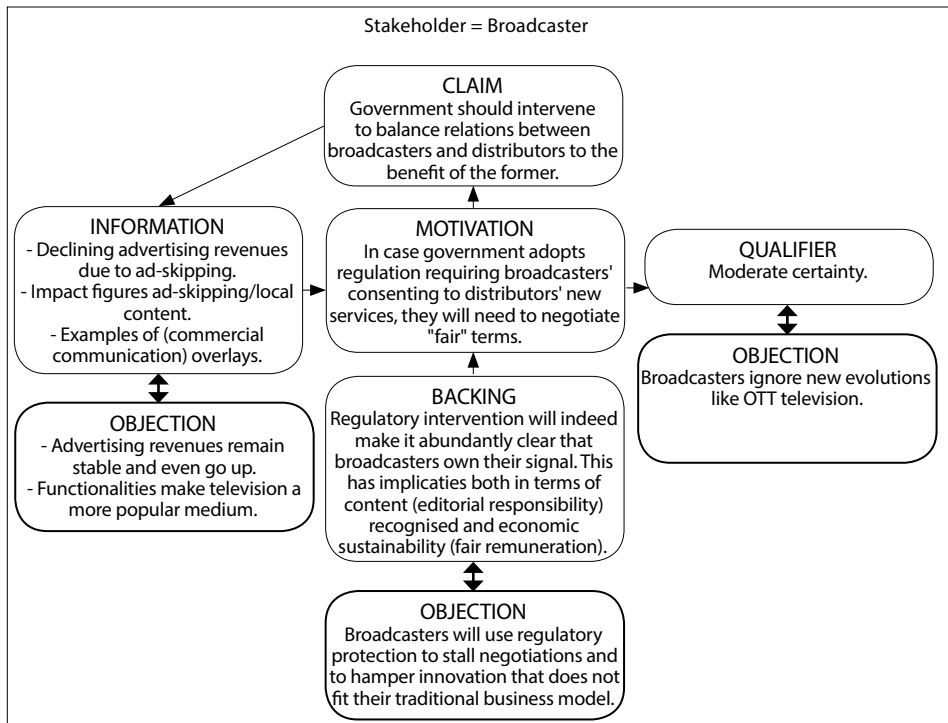 Stakeholder = Broadcaster
CLAIM
Government should intervene
to balance relations between
broadcasters and distributors to the
benefit of the former.
INFORMATION
- Declining advertising revenues
due to ad-skipping.
- Impact figures ad-skipping/local
content.
- Examples of (commercial
communication) overlays.
MOTIVATION
In case government adopts
regulation requiring broadcasters'
consenting to distributors' new
services, they will need to negotiate
"fair" terms.
QUALIFIER
Moderate certainty.
OBJECTION
- Advertising revenues remain
stable and even go up.
- Functionalities make television a
more popular medium.
BACKING
Regulatory intervention will indeed
make it abundantly clear that
broadcasters own their signal. This
has implicaties both in terms of
content (editorial responsibility)
recognised and economic
sustainability (fair remuneration).
OBJECTION
Broadcasters ignore new evolutions
like OTT television.
OBJECTION
Broadcasters will use regulatory
protection to stall negotiations and
to hamper innovation that does not
fit their traditional business model.